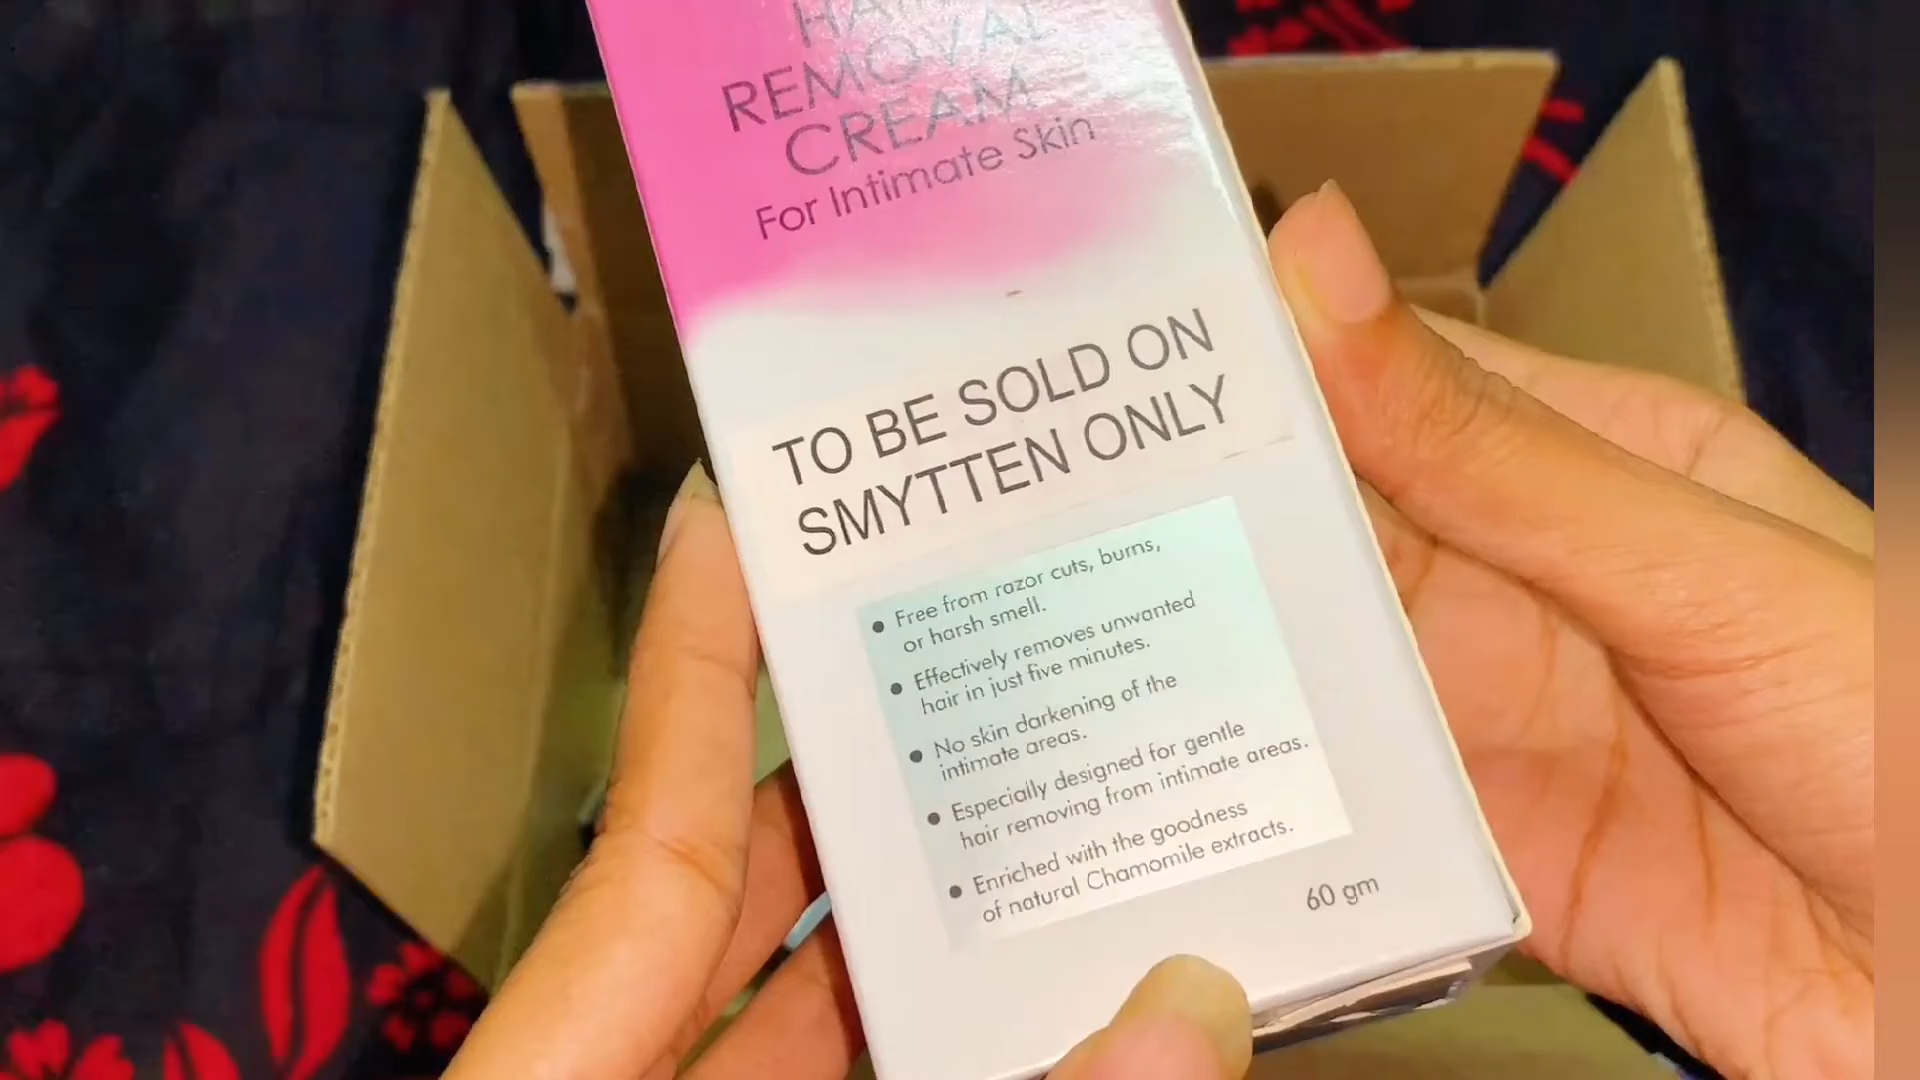 HAIR
REMOVAL
CREAM
For Intimate Skin
TO BE SOLD ON
SMYTTEN ONLY
● Free from razor cuts, burns,
or harsh smell.
● Effectively removes unwanted
hair in just five minutes.
● No skin darkening of the
intimate areas.
● Especially designed for gentle
hair removing from intimate areas.
● Enriched with the goodness
of natural Chamomile extracts.
60 gm